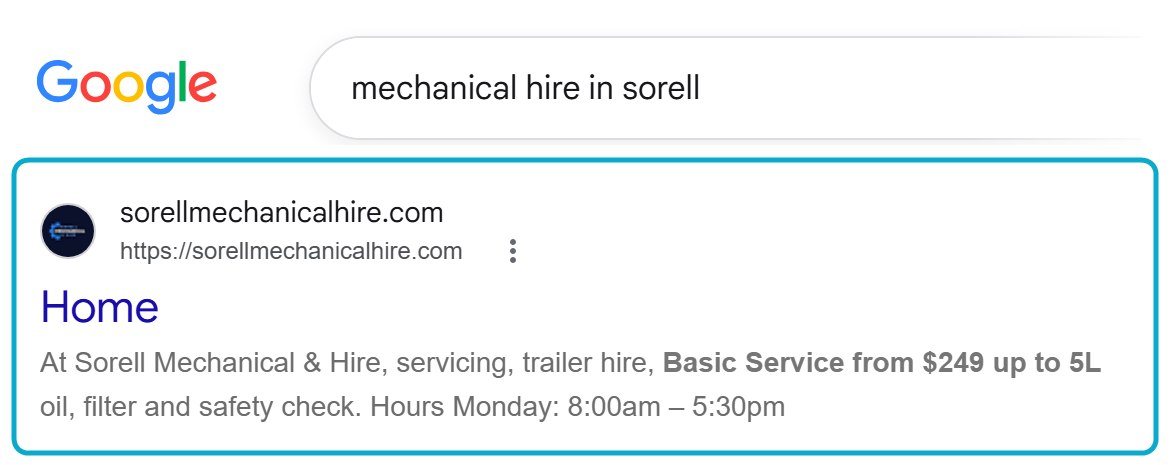 Google
mechanical hire in sorell
sorellmechanicalhire.com
https://sorellmechanicalhire.com
Home
At Sorell Mechanical & Hire, servicing, trailer hire, Basic Service from $249 up to 5L
oil, filter and safety check. Hours Monday: 8:00am – 5:30pm